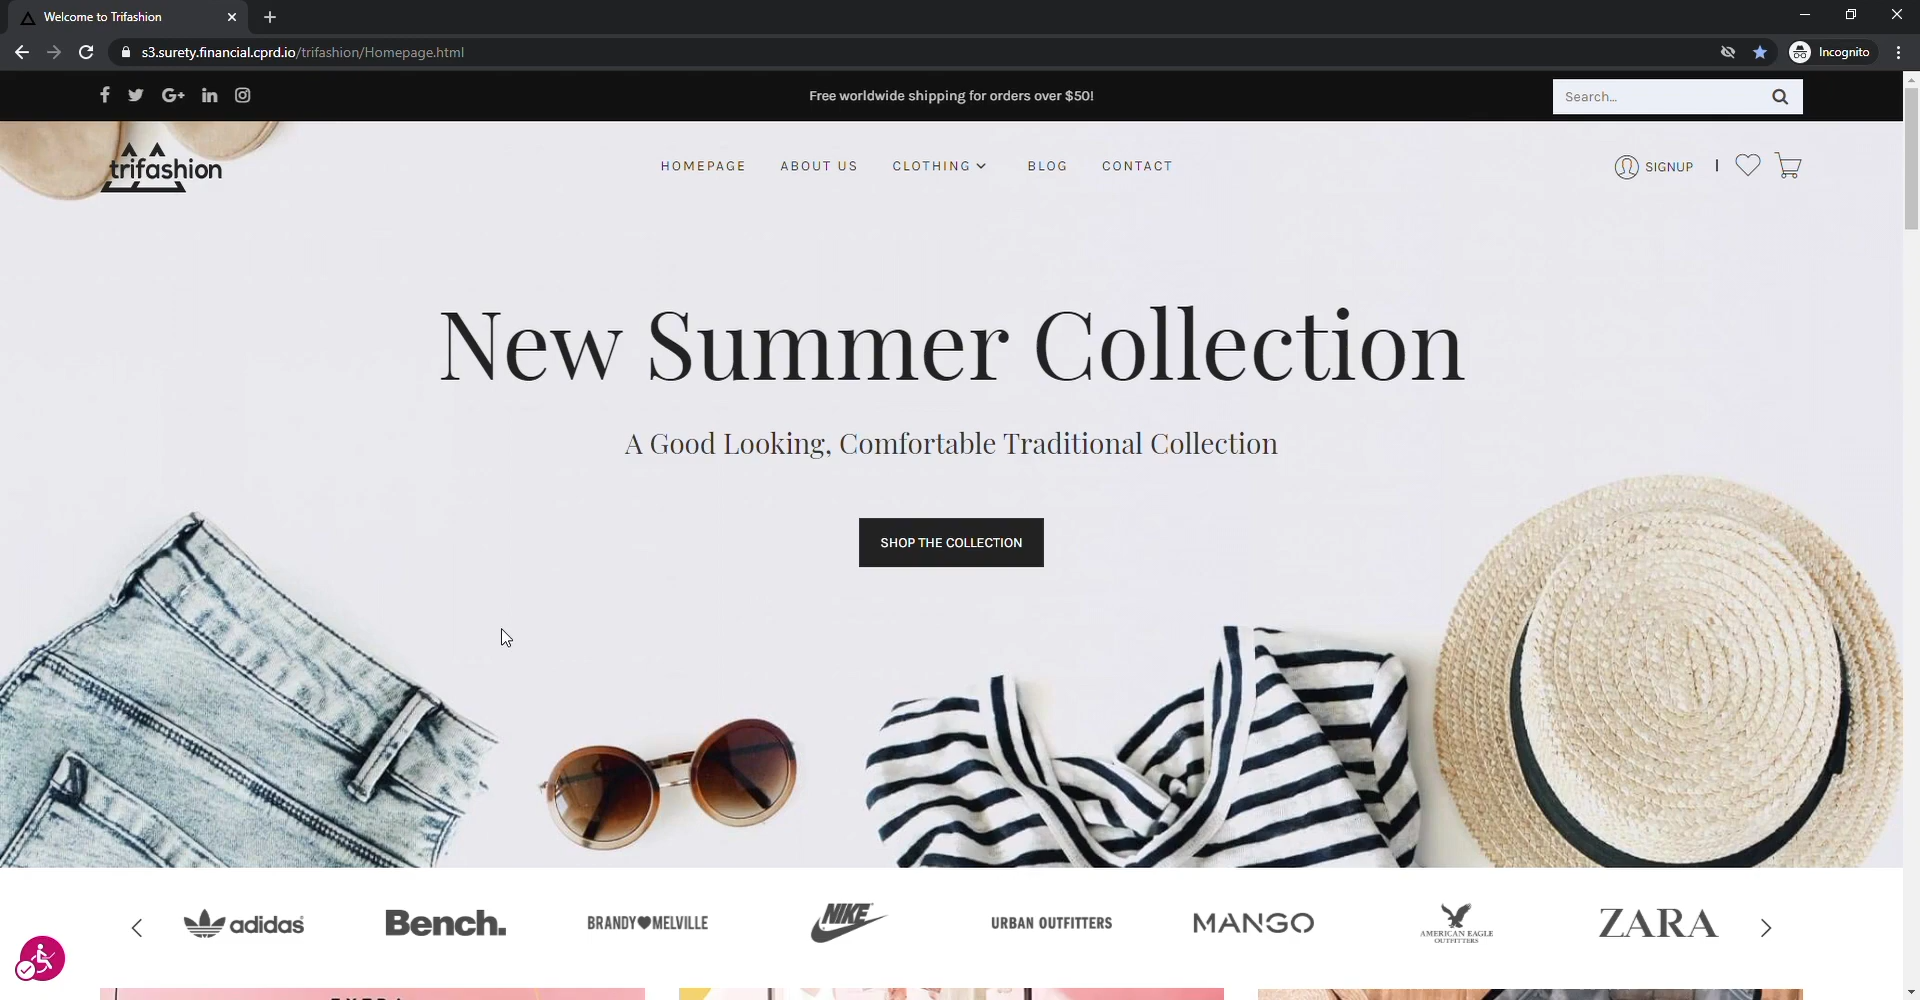 Welcome to Trifashion
s3.surety.financial.cprd.io/trifashion/Homepage.html
Incognito
Free worldwide shipping for orders over $50!
Search...
trifashion
HOMEPAGE
ABOUT US
CLOTHING
BLOG
CONTACT
SIGNUP
New Summer Collection
A Good Looking, Comfortable Traditional Collection
SHOP THE COLLECTION
adidas
Bench.
BRANDY♥MELVILLE
NIKE
URBAN OUTFITTERS
MANGO
AMERICAN EAGLE
OUTFITTERS
ZARA